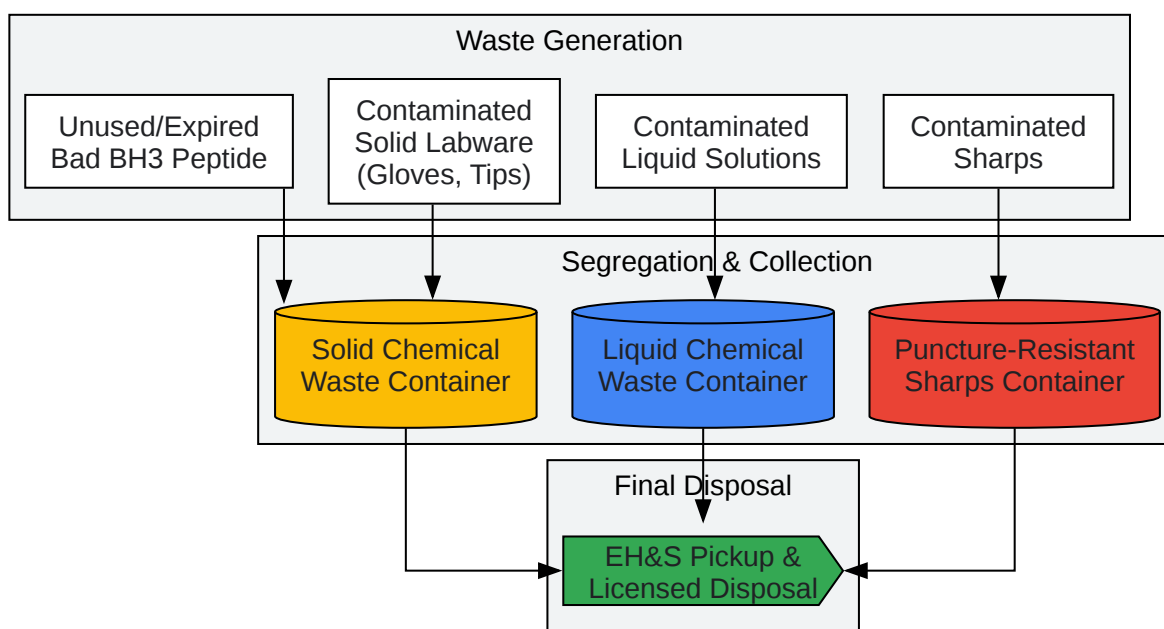 Waste Generation
Unused/Expired
Bad BH3 Peptide
Contaminated
Solid Labware
(Gloves, Tips)
Contaminated
Liquid Solutions
Contaminated
Sharps
Segregation & Collection
Solid Chemical
Waste Container
Liquid Chemical
Waste Container
Puncture-Resistant
Sharps Container
Final Disposal
EH&S Pickup &
Licensed Disposal